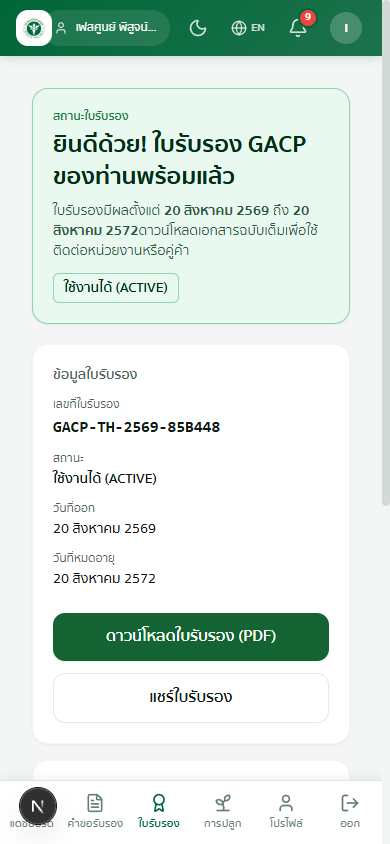 เฟสศูนย์ พิสูจน์...
EN
9
I
สถานะใบรับรอง
ยินดีด้วย! ใบรับรอง GACP
ของท่านพร้อมแล้ว
ใบรับรองมีผลตั้งแต่ 20 สิงหาคม 2569 ถึง 20
สิงหาคม 2572ดาวน์โหลดเอกสารฉบับเต็มเพื่อใช้
ติดต่อหน่วยงานหรือคู่ค้า
ใช้งานได้ (ACTIVE)
ข้อมูลใบรับรอง
เลขที่ใบรับรอง
GACP-TH-2569-85B448
สถานะ
ใช้งานได้ (ACTIVE)
วันที่ออก
20 สิงหาคม 2569
วันที่หมดอายุ
20 สิงหาคม 2572
ดาวน์โหลดใบรับรอง (PDF)
แชร์ใบรับรอง
N
คำขอรับรอง ใบรับรอง การปลูก โปรไฟล์ ออก